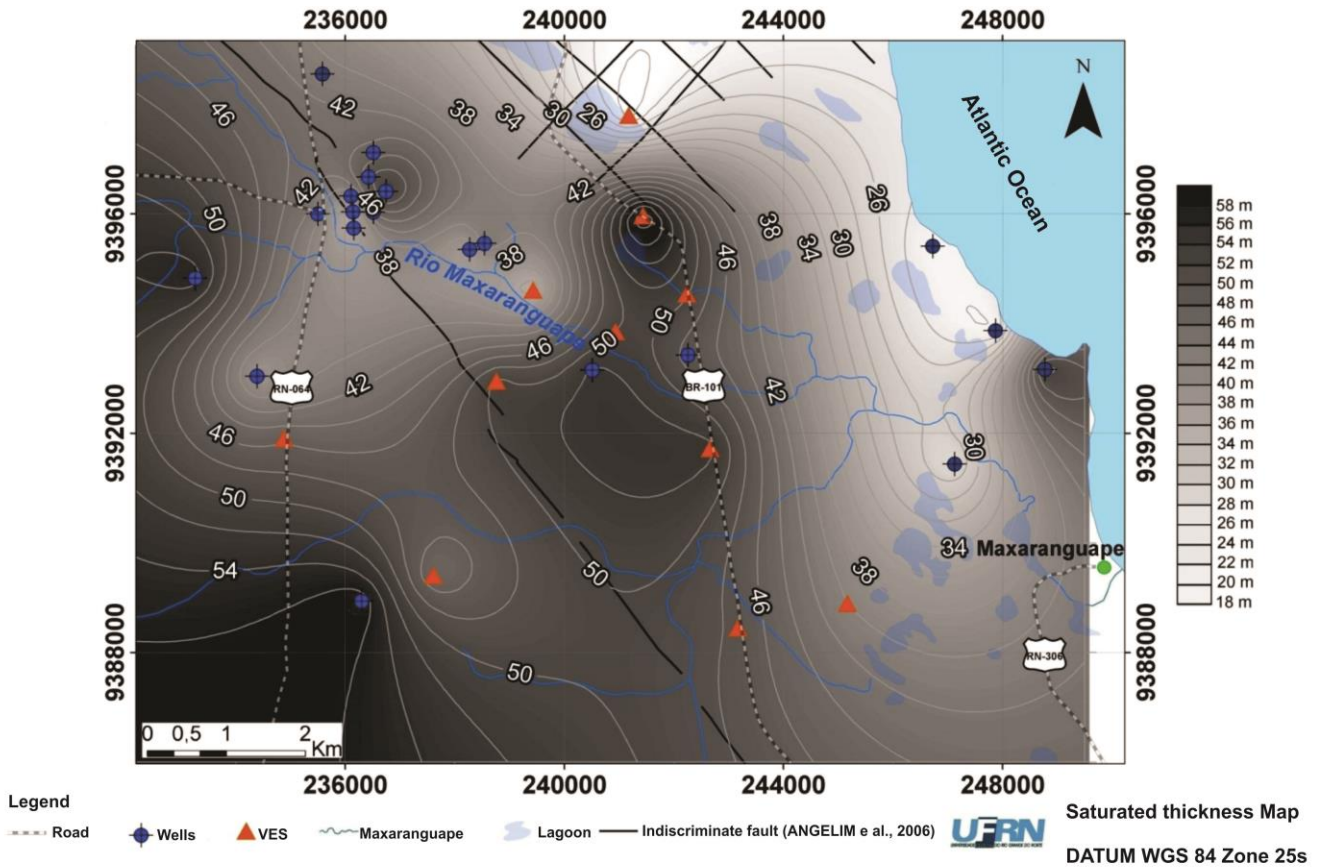 236000 240000 244000 248000
46
42
38
34
30
26
N
Atlantic Ocean
9396000
9396000
50
42
46
42
26
38
46
34
30
38
38
Rio Maxaranguape
50
46
50
RN-064
42
BR-101
42
9392000
9392000
46
30
50
34 Maxaranguape
54
50
38
46
9388000
9388000
RN-306
50
0 0,5 1 2
Km
236000 240000 244000 248000
58 m
56 m
54 m
52 m
50 m
48 m
46 m
44 m
42 m
40 m
38 m
36 m
34 m
32 m
30 m
28 m
26 m
24 m
22 m
20 m
18 m
Legend
Road
Wells
VES
Maxaranguape
Lagoon
Indiscriminate fault (ANGELIM e al., 2006)
UFRN
Saturated thickness Map
DATUM WGS 84 Zone 25s